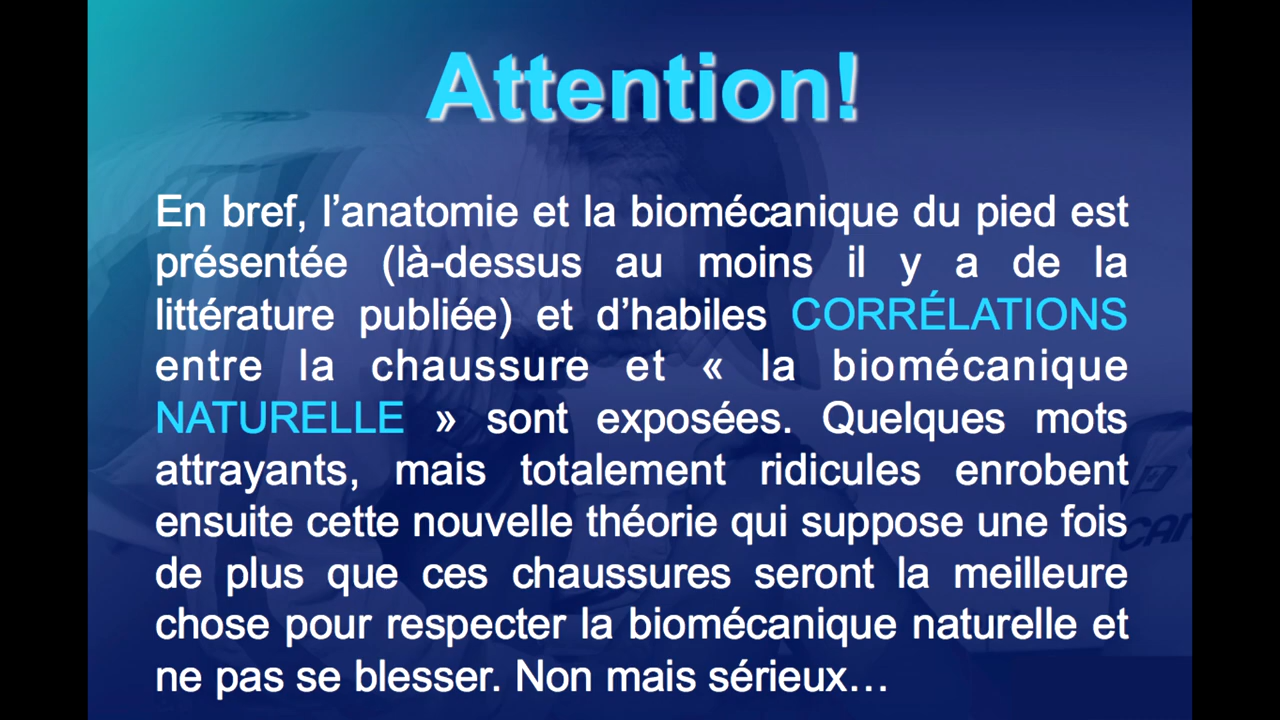 Attention!
En bref, l’anatomie et la biomécanique du pied est
présentée (là-dessus au moins il y a de la
littérature publiée) et d’habiles CORRÉLATIONS
entre la chaussure et « la biomécanique
NATURELLE » sont exposées. Quelques mots
attrayants, mais totalement ridicules enrobent
ensuite cette nouvelle théorie qui suppose une fois
de plus que ces chaussures seront la meilleure
chose pour respecter la biomécanique naturelle et
ne pas se blesser. Non mais sérieux…